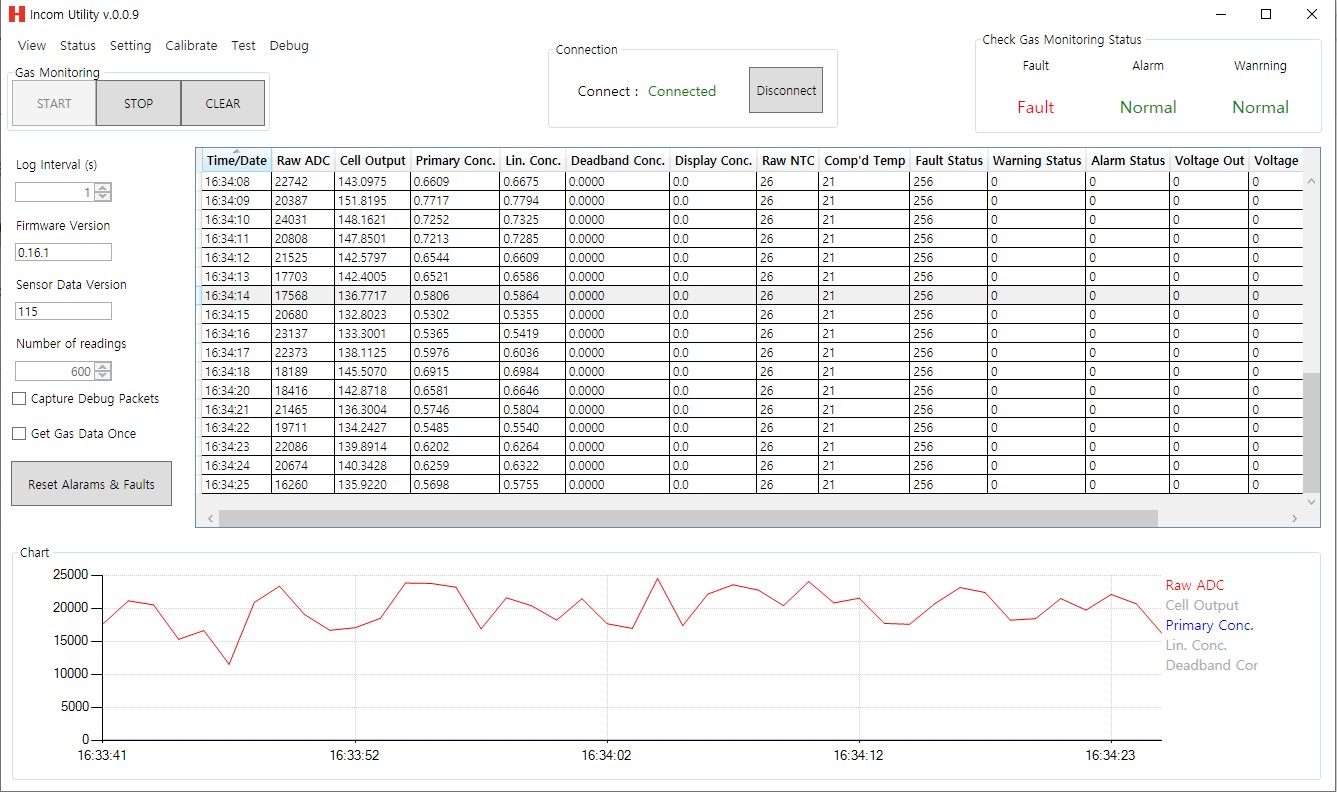 Incom Utility v.0.0.9
View Status Setting Calibrate Test Debug
Gas Monitoring
START STOP CLEAR
Connection
Connect : Connected Disconnect
Check Gas Monitoring Status
Fault Alarm Wanrning
Fault Normal Normal
Log Interval (s)
1
Firmware Version
0.16.1
Sensor Data Version
115
Number of readings
600
Capture Debug Packets
Get Gas Data Once
Reset Alarams & Faults
Time/Date Raw ADC Cell Output Primary Conc. Lin. Conc. Deadband Conc. Display Conc. Raw NTC Comp'd Temp Fault Status Warning Status Alarm Status Voltage Out Voltage
16:34:08 22742 143.0975 0.6609 0.6675 0.0000 0.0 26 21 256 0 0 0 0
16:34:09 20387 151.8195 0.7717 0.7794 0.0000 0.0 26 21 256 0 0 0 0
16:34:10 24031 148.1621 0.7252 0.7325 0.0000 0.0 26 21 256 0 0 0 0
16:34:11 20808 147.8501 0.7213 0.7285 0.0000 0.0 26 21 256 0 0 0 0
16:34:12 21525 142.5797 0.6544 0.6609 0.0000 0.0 26 21 256 0 0 0 0
16:34:13 17703 142.4005 0.6521 0.6586 0.0000 0.0 26 21 256 0 0 0 0
16:34:14 17568 136.7717 0.5806 0.5864 0.0000 0.0 26 21 256 0 0 0 0
16:34:15 20680 132.8023 0.5302 0.5355 0.0000 0.0 26 21 256 0 0 0 0
16:34:16 23137 133.3001 0.5365 0.5419 0.0000 0.0 26 21 256 0 0 0 0
16:34:17 22373 138.1125 0.5976 0.6036 0.0000 0.0 26 21 256 0 0 0 0
16:34:18 18189 145.5070 0.6915 0.6984 0.0000 0.0 26 21 256 0 0 0 0
16:34:20 18416 142.8718 0.6581 0.6646 0.0000 0.0 26 21 256 0 0 0 0
16:34:21 21465 136.3004 0.5746 0.5804 0.0000 0.0 26 21 256 0 0 0 0
16:34:22 19711 134.2427 0.5485 0.5540 0.0000 0.0 26 21 256 0 0 0 0
16:34:23 22086 139.8914 0.6202 0.6264 0.0000 0.0 26 21 256 0 0 0 0
16:34:24 20674 140.3428 0.6259 0.6322 0.0000 0.0 26 21 256 0 0 0 0
16:34:25 16260 135.9220 0.5698 0.5755 0.0000 0.0 26 21 256 0 0 0 0
Chart
25000
20000
15000
10000
5000
0
16:33:41 16:33:52 16:34:02 16:34:12 16:34:23
Raw ADC
Cell Output
Primary Conc.
Lin. Conc.
Deadband Cor